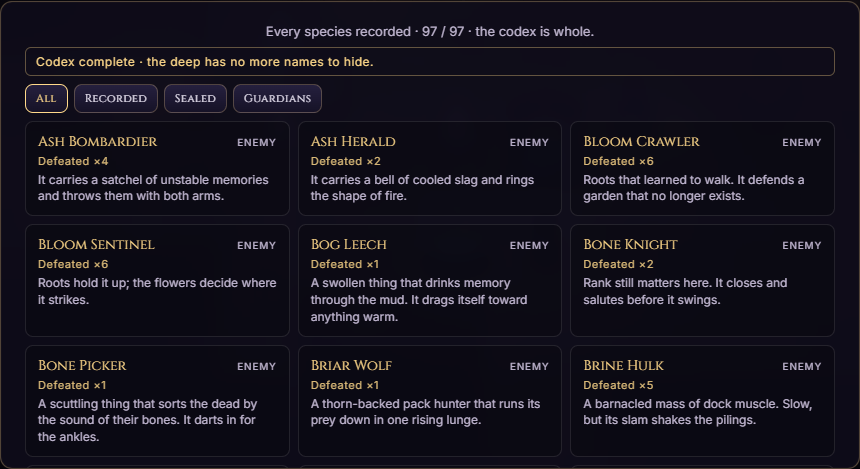 Every species recorded · 97 / 97 · the codex is whole.
Codex complete · the deep has no more names to hide.
All
Recorded
Sealed
Guardians
Ash Bombardier
ENEMY
Defeated ×4
It carries a satchel of unstable memories
and throws them with both arms.
Ash Herald
ENEMY
Defeated ×2
It carries a bell of cooled slag and rings
the shape of fire.
Bloom Crawler
ENEMY
Defeated ×6
Roots that learned to walk. It defends a
garden that no longer exists.
Bloom Sentinel
ENEMY
Defeated ×6
Roots hold it up; the flowers decide where
it strikes.
Bog Leech
ENEMY
Defeated ×1
A swollen thing that drinks memory
through the mud. It drags itself toward
anything warm.
Bone Knight
ENEMY
Defeated ×2
Rank still matters here. It closes and
salutes before it swings.
Bone Picker
ENEMY
Defeated ×1
A scuttling thing that sorts the dead by
the sound of their bones. It darts in for
the ankles.
Briar Wolf
ENEMY
Defeated ×1
A thorn-backed pack hunter that runs its
prey down in one rising lunge.
Brine Hulk
ENEMY
Defeated ×5
A barnacled mass of dock muscle. Slow,
but its slam shakes the pilings.